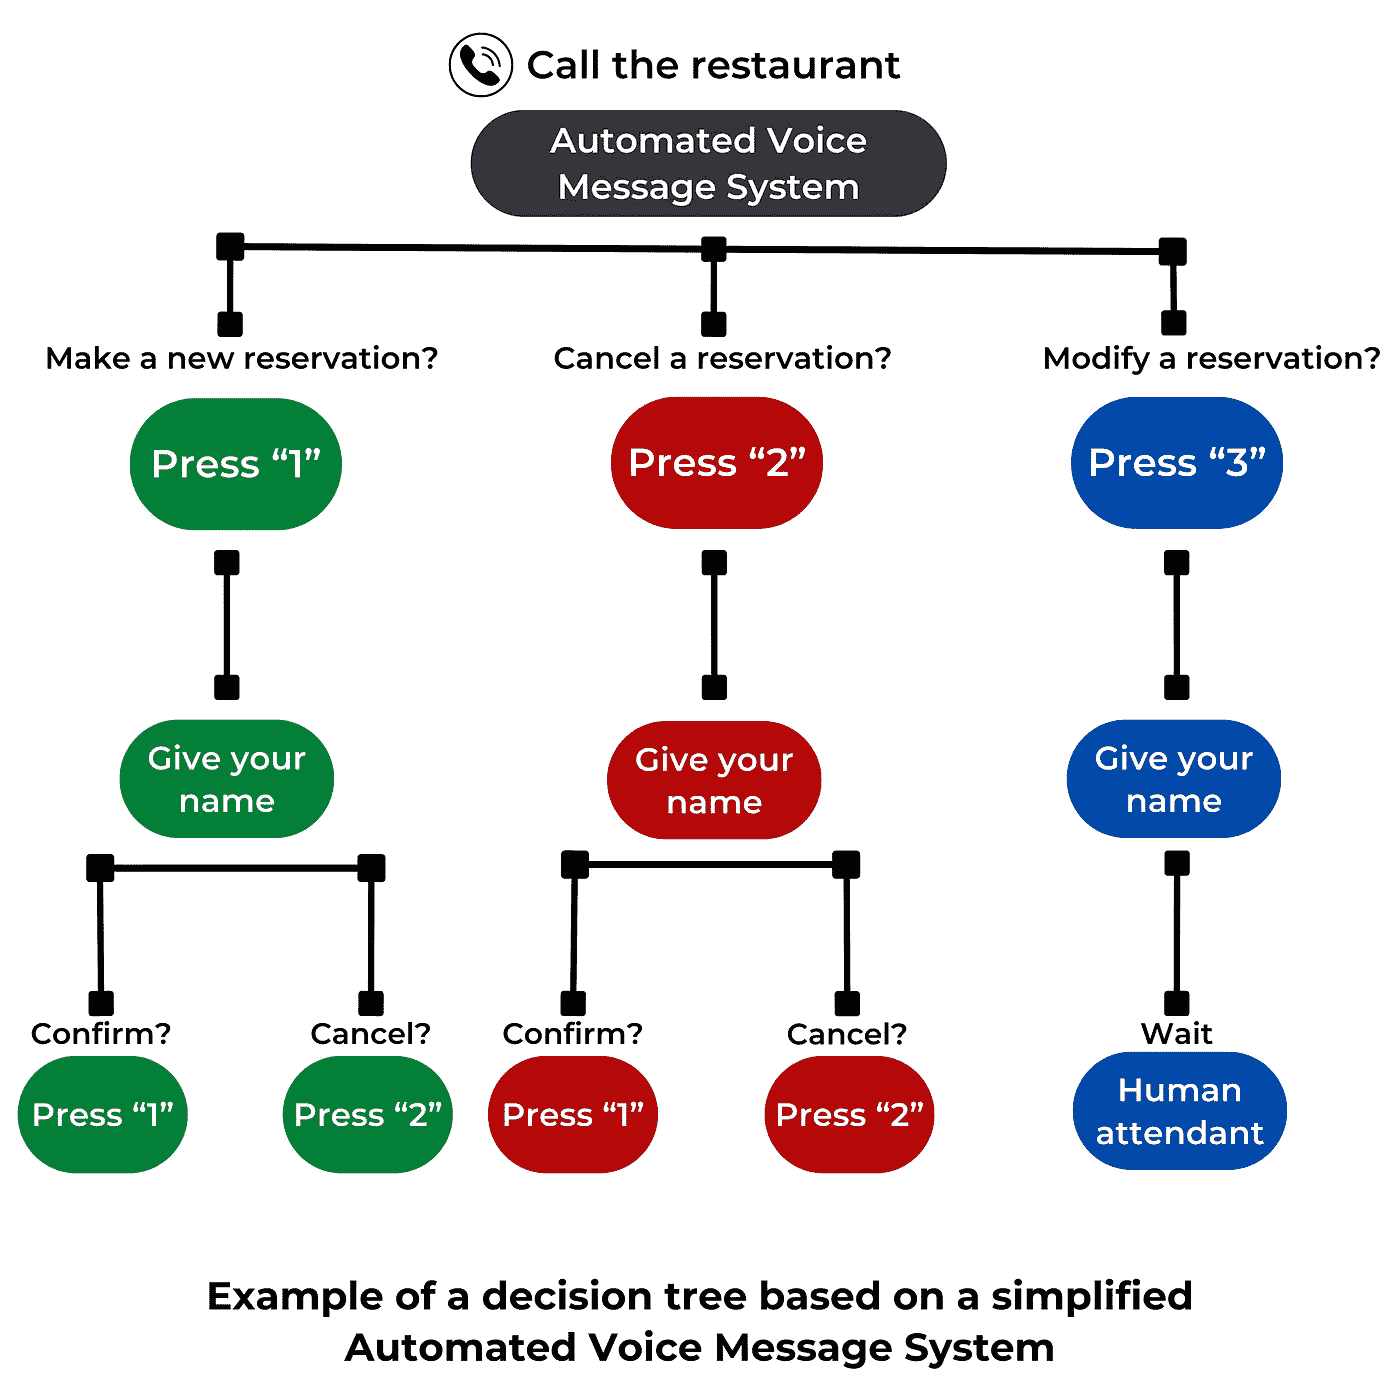 Call the restaurant
Automated Voice
Message System
Make a new reservation?
Cancel a reservation?
Modify a reservation?
Press “1”
Press “2”
Press “3”
Give your
name
Give your
name
Give your
name
Confirm?
Cancel?
Confirm?
Cancel?
Wait
Press “1”
Press “2”
Press “1”
Press “2”
Human
attendant
Example of a decision tree based on a simplified
Automated Voice Message System